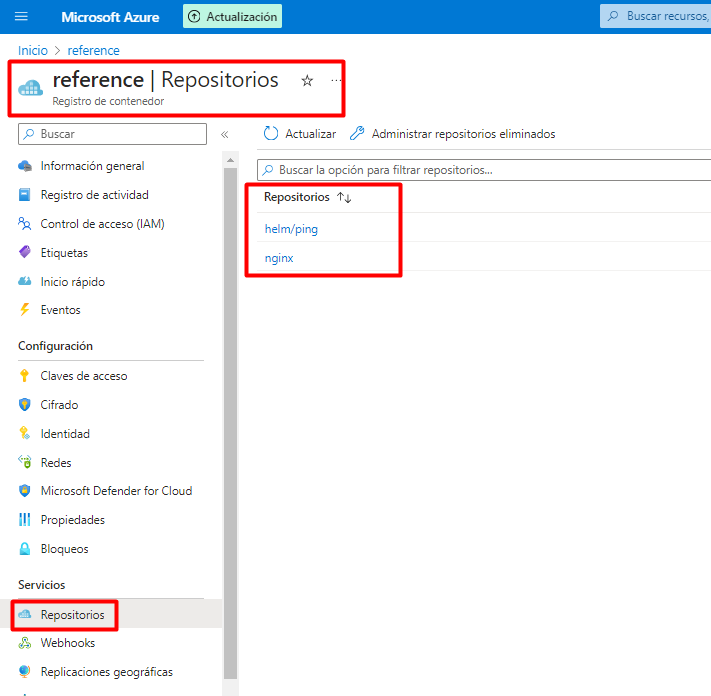 Microsoft Azure
Actualización
Buscar recursos,
Inicio > reference
reference | Repositorios
Registro de contenedor
Buscar
Actualizar
Administrar repositorios eliminados
Información general
Registro de actividad
Control de acceso (IAM)
Etiquetas
Inicio rápido
Eventos
Configuración
Claves de acceso
Cifrado
Identidad
Redes
Microsoft Defender for Cloud
Propiedades
Bloqueos
Servicios
Repositorios
Webhooks
Replicaciones geográficas
Buscar la opción para filtrar repositorios...
Repositorios
helm/ping
nginx